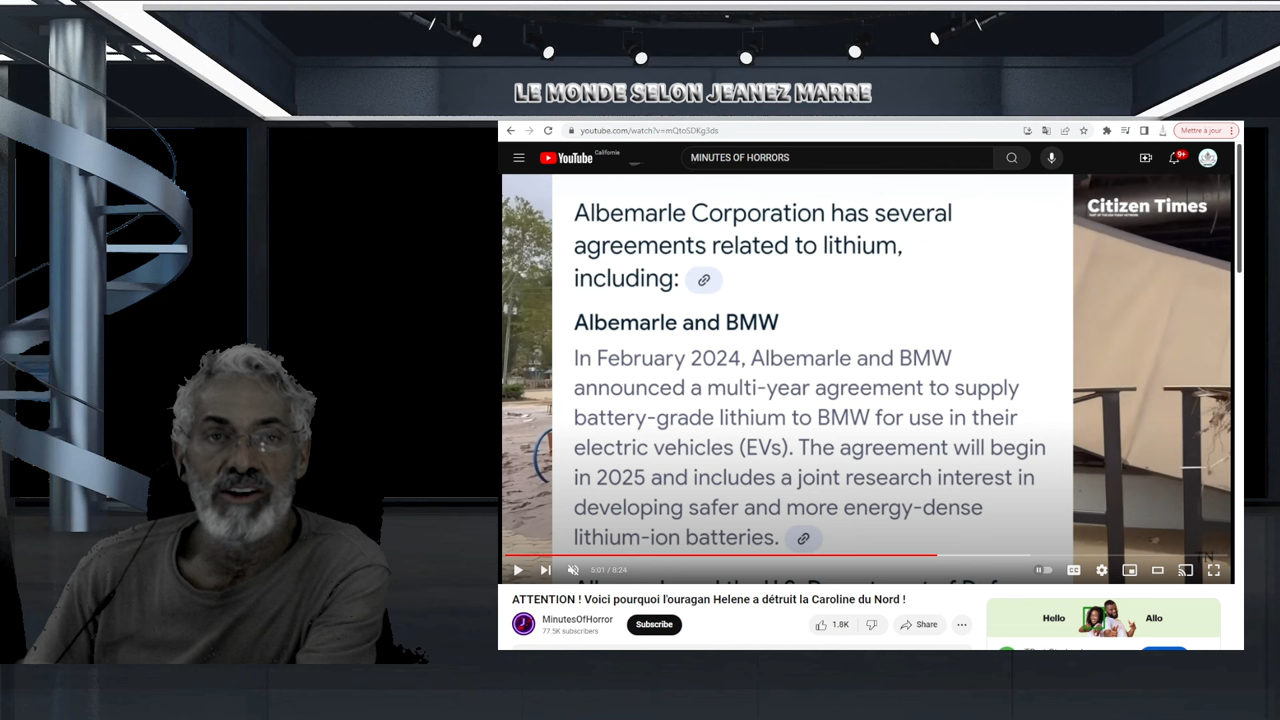 LE MONDE SELON JEANEZ MARRE
youtube.com/watch?v=mQtoSDKg3ds
Mettre à jour
YouTube
Californie
MINUTES OF HORRORS
9+
Albemarle Corporation has several
agreements related to lithium,
including:
Albemarle and BMW
In February 2024, Albemarle and BMW
announced a multi-year agreement to supply
battery-grade lithium to BMW for use in their
electric vehicles (EVs). The agreement will begin
in 2025 and includes a joint research interest in
developing safer and more energy-dense
lithium-ion batteries.
Citizen Times
5:01 / 8:24
CC
ATTENTION ! Voici pourquoi l'ouragan Helene a détruit la Caroline du Nord !
MinutesOfHorror
77.5K subscribers
Subscribe
1.8K
Share
Hello
Allo